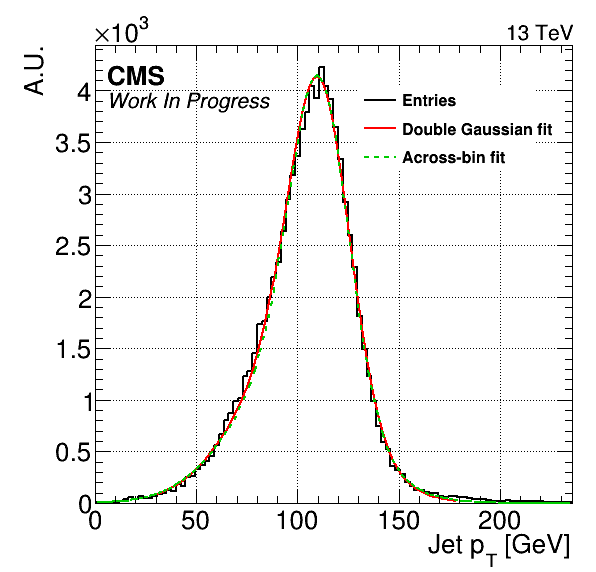 ×10³
13 TeV
A.U.
CMS
Work In Progress
Entries
Double Gaussian fit
Across-bin fit
4
3.5
3
2.5
2
1.5
1
0.5
0
0 50 100 150 200
Jet p_T [GeV]